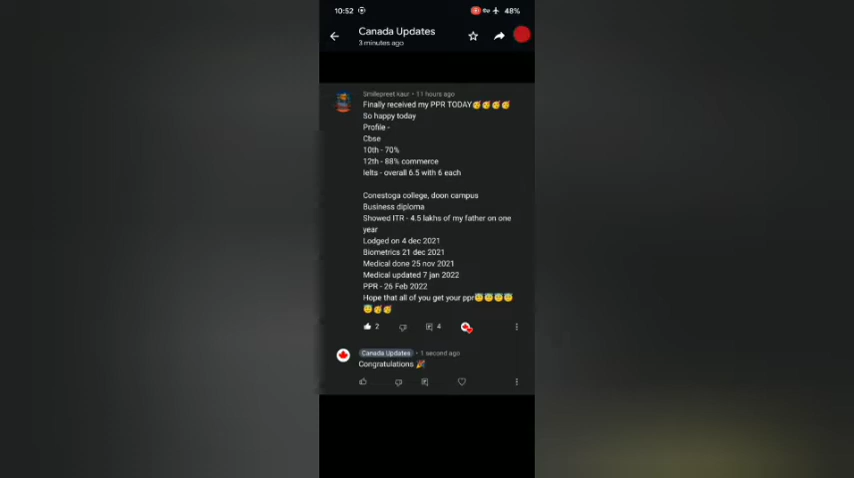 10:52
48%
Canada Updates
3 minutes ago
Smilepreet kaur • 11 hours ago
Finally received my PPR TODAY🥳🥳🥳🥳
So happy today
Profile -
Cbse
10th - 70%
12th - 88% commerce
Ielts - overall 6.5 with 6 each
Conestoga college, doon campus
Business diploma
Showed ITR - 4.5 lakhs of my father on one
year
Lodged on 4 dec 2021
Biometrics 21 dec 2021
Medical done 25 nov 2021
Medical updated 7 jan 2022
PPR - 26 Feb 2022
Hope that all of you get your ppr😇😇😇😇
😇🥳🥳
2 4
Canada Updates • 1 second ago
Congratulations 🎉